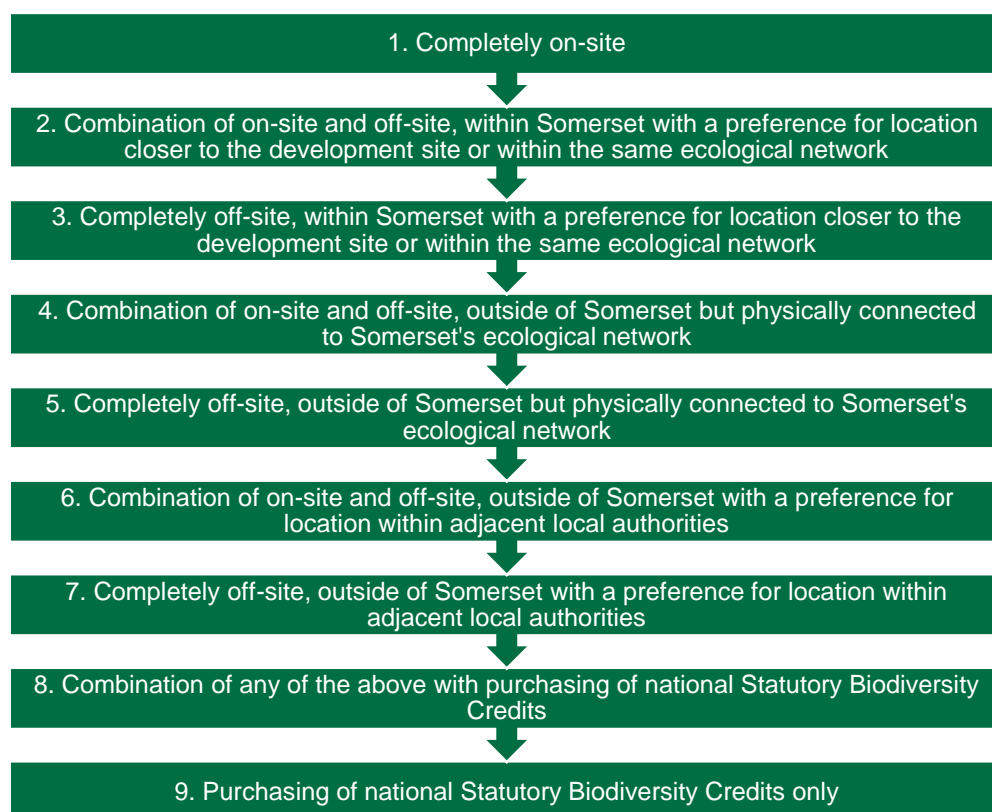 1. Completely on-site
2. Combination of on-site and off-site, within Somerset with a preference for location
closer to the development site or within the same ecological network
3. Completely off-site, within Somerset with a preference for location closer to the
development site or within the same ecological network
4. Combination of on-site and off-site, outside of Somerset but physically connected
to Somerset's ecological network
5. Completely off-site, outside of Somerset but physically connected to Somerset's
ecological network
6. Combination of on-site and off-site, outside of Somerset with a preference for
location within adjacent local authorities
7. Completely off-site, outside of Somerset with a preference for location within
adjacent local authorities
8. Combination of any of the above with purchasing of national Statutory Biodiversity
Credits
9. Purchasing of national Statutory Biodiversity Credits only